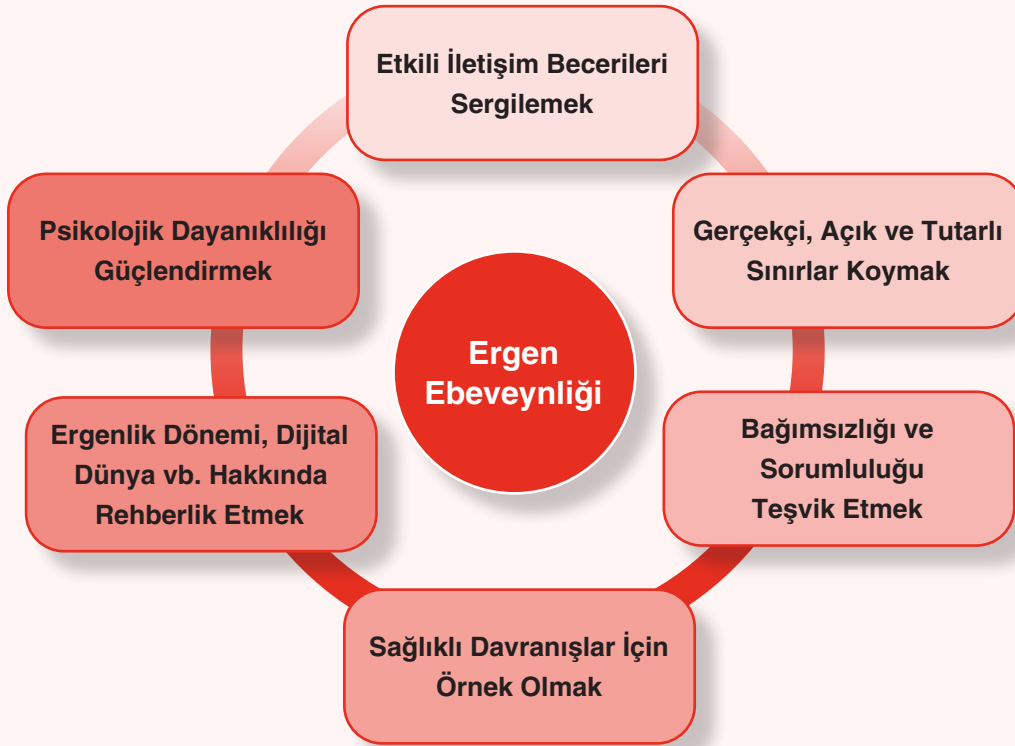 Etkili İletişim Becerileri
Sergilemek
Gerçekçi, Açık ve Tutarlı
Sınırlar Koymak
Bağımsızlığı ve
Sorumluluğu
Teşvik Etmek
Sağlıklı Davranışlar İçin
Örnek Olmak
Ergenlik Dönemi, Dijital
Dünya vb. Hakkında
Rehberlik Etmek
Psikolojik Dayanıklılığı
Güçlendirmek
Ergen
Ebeveynliği